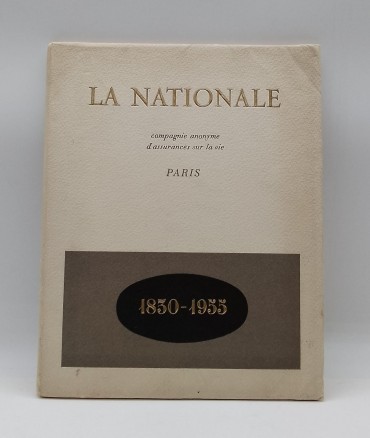 LA NATIONALE
compagnie anonyme
d'assurances sur la vie
PARIS
1830-1955